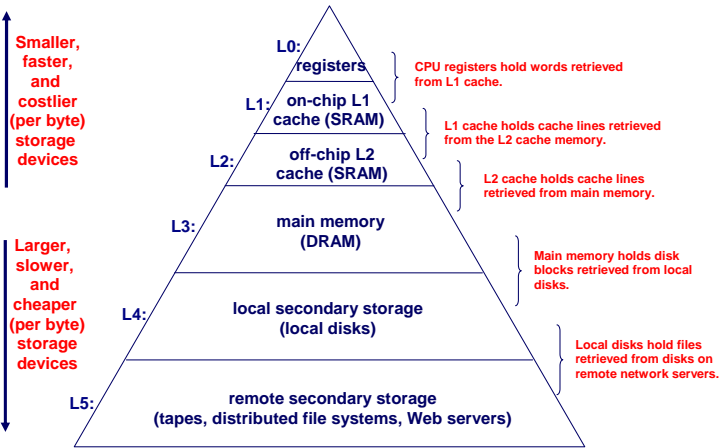 Smaller,
faster,
and
costlier
(per byte)
storage
devices
Larger,
slower,
and
cheaper
(per byte)
storage
devices
L0:
registers
CPU registers hold words retrieved
from L1 cache.
L1:
on-chip L1
cache (SRAM)
L1 cache holds cache lines retrieved
from the L2 cache memory.
L2:
off-chip L2
cache (SRAM)
L2 cache holds cache lines
retrieved from main memory.
L3:
main memory
(DRAM)
Main memory holds disk
blocks retrieved from local
disks.
L4:
local secondary storage
(local disks)
Local disks hold files
retrieved from disks on
remote network servers.
L5:
remote secondary storage
(tapes, distributed file systems, Web servers)